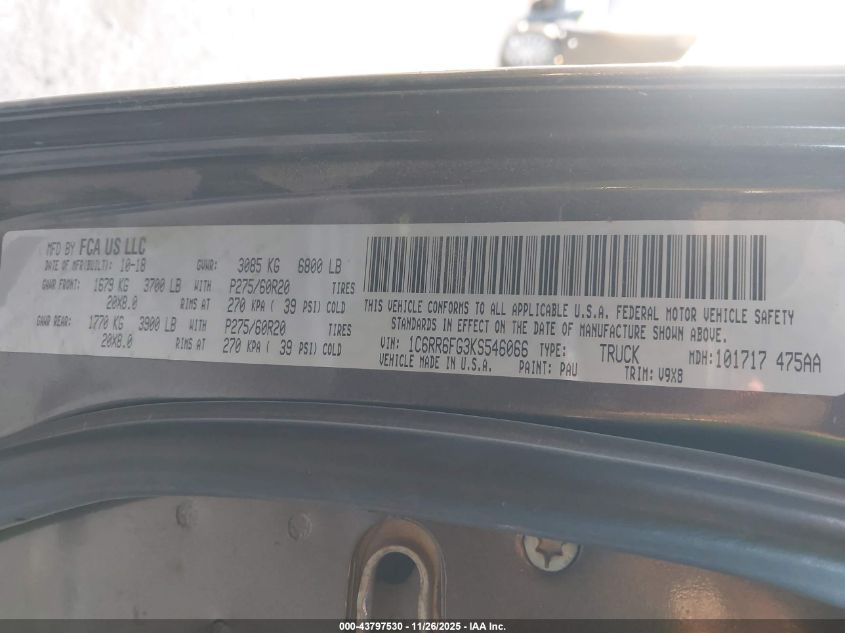 MFD BY FCA US LLC
DATE OF MFR(BUILT): 10-18 GVWR: 3085 KG 6800 LB
GAWR FRONT: 1679 KG 3700 LB WITH P275/60R20 TIRES
20X8.0 RIMS AT 270 KPA ( 39 PSI) COLD
GAWR REAR: 1770 KG 3900 LB WITH P275/60R20 TIRES
20X8.0 RIMS AT 270 KPA ( 39 PSI) COLD
THIS VEHICLE CONFORMS TO ALL APPLICABLE U.S.A. FEDERAL MOTOR VEHICLE SAFETY
STANDARDS IN EFFECT ON THE DATE OF MANUFACTURE SHOWN ABOVE.
VIN: 1C6RR6FG3KS546066 TYPE: TRUCK MDH:101717 475AA
VEHICLE MADE IN U.S.A. PAINT: PAU TRIM: V9X8
000-43797530 - 11/26/2025 - IAA Inc.